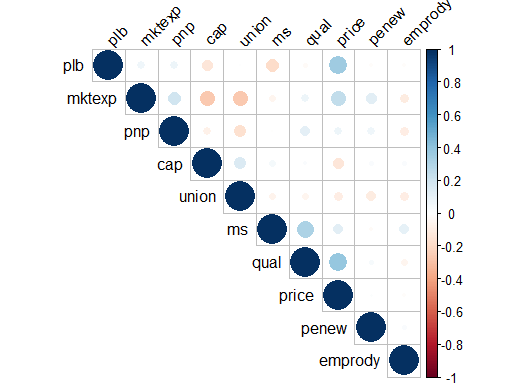 plb mktexp pnp cap union ms qual price penew emprody
plb
mktexp
pnp
cap
union
ms
qual
price
penew
emprody
1
0.8
0.6
0.4
0.2
0
-0.2
-0.4
-0.6
-0.8
-1